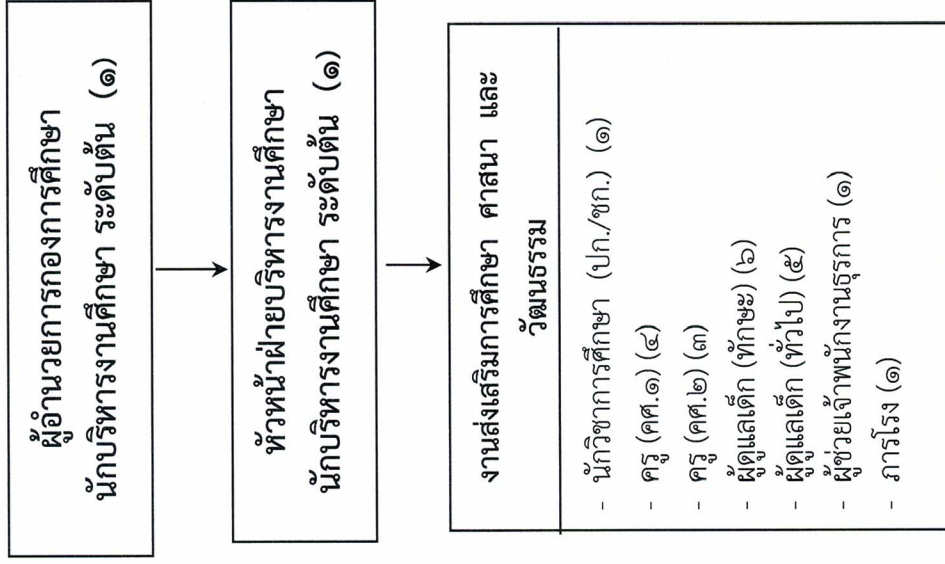 ผู้อำนวยการกองการศึกษา
นักบริหารงานศึกษา ระดับต้น (๑)
หัวหน้าฝ่ายบริหารงานศึกษา
นักบริหารงานศึกษา ระดับต้น (๑)
งานส่งเสริมการศึกษา ศาสนา และ
วัฒนธรรม
- นักวิชาการศึกษา (ปก./ชก.) (๑)
- ครู (คศ.๑) (๔)
- ครู (คศ.๒) (๓)
- ผู้ดูแลเด็ก (ทักษะ) (๖)
- ผู้ดูแลเด็ก (ทั่วไป) (๕)
- ผู้ช่วยเจ้าพนักงานธุรการ (๑)
- ภารโรง (๑)